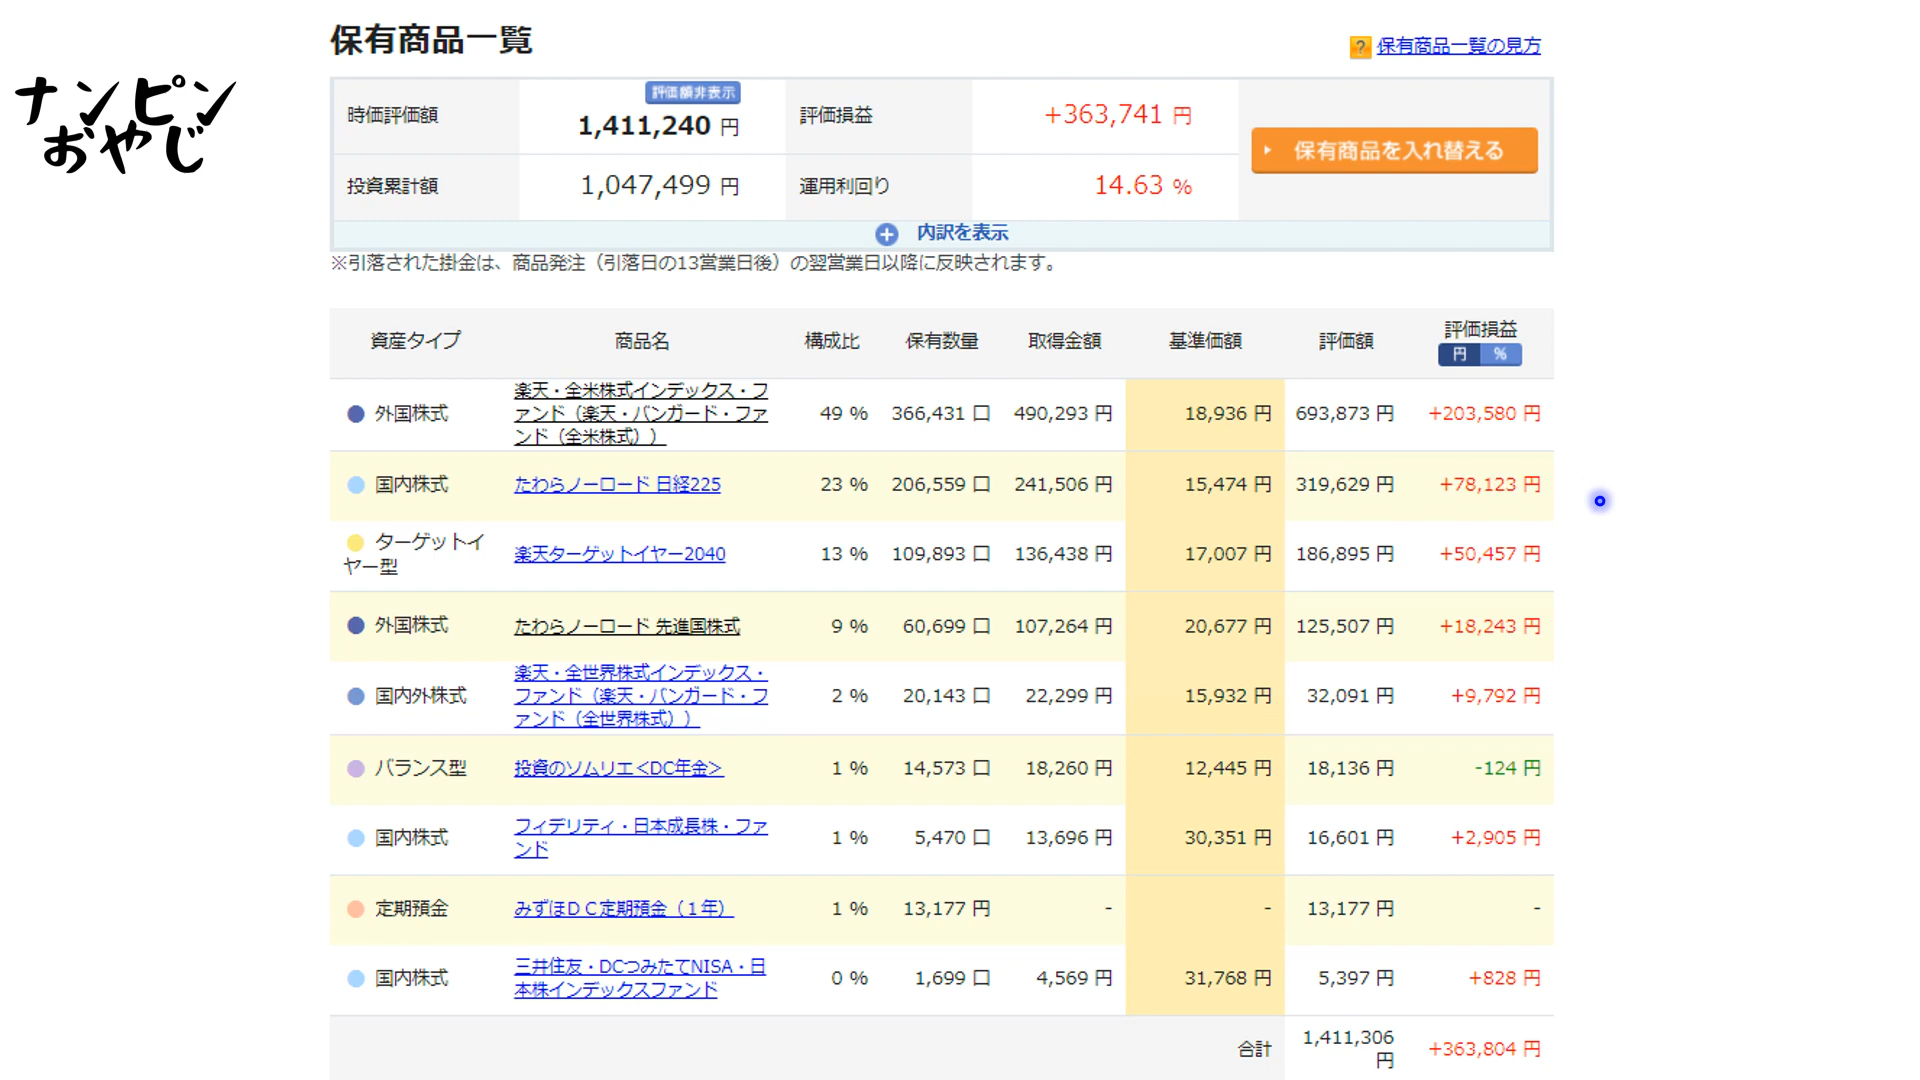 保有商品一覧
? 保有商品一覧の見方
ナンピン
おやじ
時価評価額
評価額非表示
1,411,240 円
評価損益
+363,741 円
保有商品を入れ替える
投資累計額
1,047,499 円
運用利回り
14.63 %
内訳を表示
※引落された掛金は、商品発注（引落日の13営業日後）の翌営業日以降に反映されます。
資産タイプ 商品名 構成比 保有数量 取得金額 基準価額 評価額 評価損益
円 %
外国株式
楽天・全米株式インデックス・フ
ァンド（楽天・バンガード・ファ
ンド（全米株式））
49 % 366,431 口 490,293 円 18,936 円 693,873 円 +203,580 円
国内株式 たわらノーロード 日経225 23 % 206,559 口 241,506 円 15,474 円 319,629 円 +78,123 円
ターゲットイ
ヤー型
楽天ターゲットイヤー2040 13 % 109,893 口 136,438 円 17,007 円 186,895 円 +50,457 円
外国株式 たわらノーロード 先進国株式 9 % 60,699 口 107,264 円 20,677 円 125,507 円 +18,243 円
国内外株式
楽天・全世界株式インデックス・
ファンド（楽天・バンガード・フ
ァンド（全世界株式））
2 % 20,143 口 22,299 円 15,932 円 32,091 円 +9,792 円
バランス型 投資のソムリエ<DC年金> 1 % 14,573 口 18,260 円 12,445 円 18,136 円 -124 円
国内株式
フィデリティ・日本成長株・ファ
ンド
1 % 5,470 口 13,696 円 30,351 円 16,601 円 +2,905 円
定期預金 みずほＤＣ定期預金（１年） 1 % 13,177 円 - - 13,177 円 -
国内株式
三井住友・DCつみたてNISA・日
本株インデックスファンド
0 % 1,699 口 4,569 円 31,768 円 5,397 円 +828 円
合計
1,411,306
円
+363,804 円